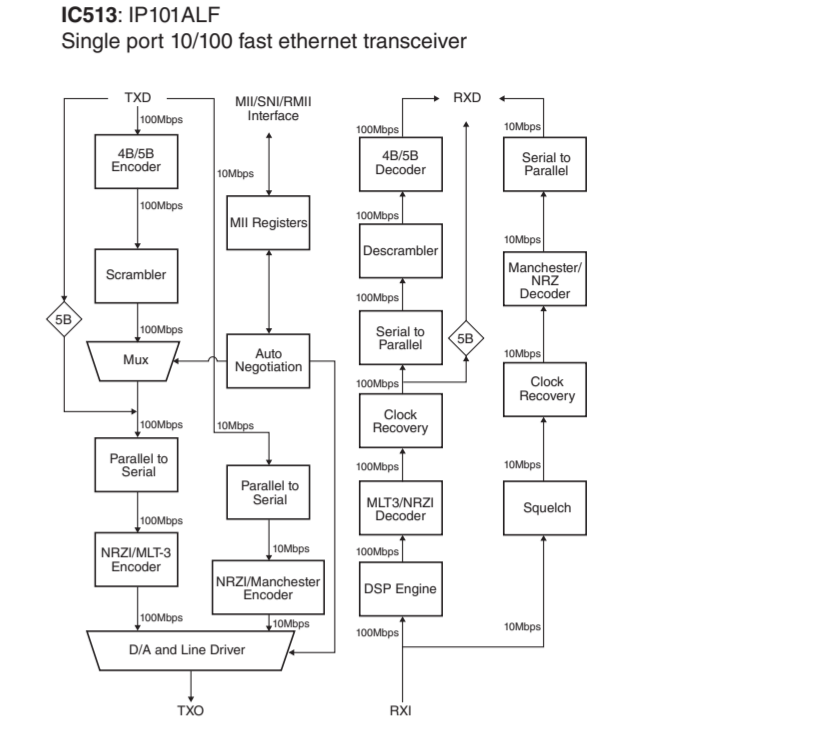 IC513: IP101ALF
Single port 10/100 fast ethernet transceiver
TXD
100Mbps
4B/5B
Encoder
100Mbps
Scrambler
5B
100Mbps
Mux
100Mbps
Parallel to
Serial
100Mbps
NRZI/MLT-3
Encoder
100Mbps
D/A and Line Driver
TXO
MII/SNI/RMII
Interface
10Mbps
MII Registers
Auto
Negotiation
10Mbps
Parallel to
Serial
10Mbps
NRZI/Manchester
Encoder
10Mbps
RXD
100Mbps
4B/5B
Decoder
100Mbps
Descrambler
100Mbps
Serial to
Parallel
5B
100Mbps
Clock
Recovery
100Mbps
MLT3/NRZI
Decoder
100Mbps
DSP Engine
100Mbps
RXI
10Mbps
Serial to
Parallel
10Mbps
Manchester/
NRZ
Decoder
10Mbps
Clock
Recovery
10Mbps
Squelch
10Mbps